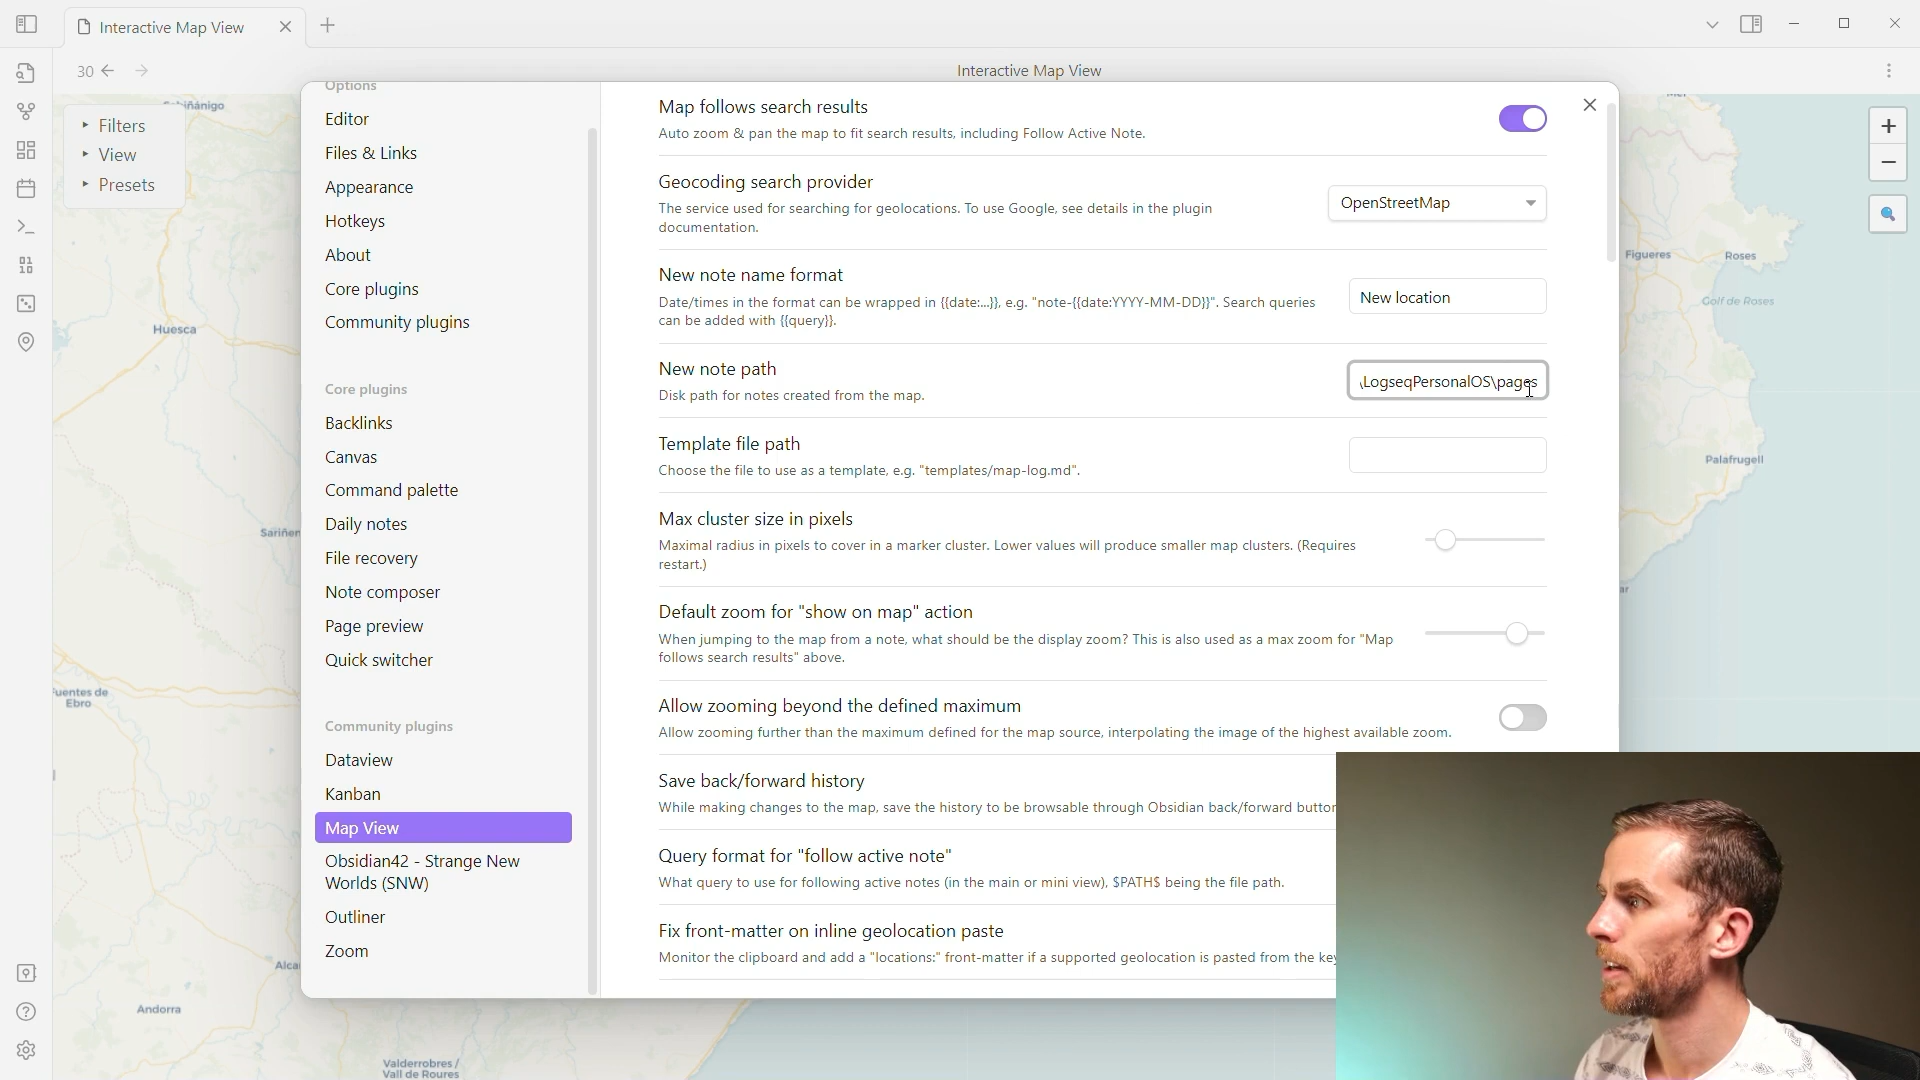 Interactive Map View
30
Interactive Map View
Filters
View
Presets
Options
Editor
Files & Links
Appearance
Hotkeys
About
Core plugins
Community plugins
Core plugins
Backlinks
Canvas
Command palette
Daily notes
File recovery
Note composer
Page preview
Quick switcher
Community plugins
Dataview
Kanban
Map View
Obsidian42 - Strange New
Worlds (SNW)
Outliner
Zoom
Map follows search results
Auto zoom & pan the map to fit search results, including Follow Active Note.
Geocoding search provider
The service used for searching for geolocations. To use Google, see details in the plugin
documentation.
OpenStreetMap
New note name format
Date/times in the format can be wrapped in {{date:...}}, e.g. "note-{{date:YYYY-MM-DD}}". Search queries
can be added with {{query}}.
New location
New note path
Disk path for notes created from the map.
\LogseqPersonalOS\pages
Template file path
Choose the file to use as a template, e.g. "templates/map-log.md".
Max cluster size in pixels
Maximal radius in pixels to cover in a marker cluster. Lower values will produce smaller map clusters. (Requires
restart.)
Default zoom for "show on map" action
When jumping to the map from a note, what should be the display zoom? This is also used as a max zoom for "Map
follows search results" above.
Allow zooming beyond the defined maximum
Allow zooming further than the maximum defined for the map source, interpolating the image of the highest available zoom.
Save back/forward history
While making changes to the map, save the history to be browsable through Obsidian back/forward button
Query format for "follow active note"
What query to use for following active notes (in the main or mini view), $PATH$ being the file path.
Fix front-matter on inline geolocation paste
Monitor the clipboard and add a "locations:" front-matter if a supported geolocation is pasted from the key
Huesca
Sariñen
uentes de
Ebro
Alca
Andorra
Valderrobres /
Vall de Roures
Figueres
Roses
Golf de Roses
Palafrugell